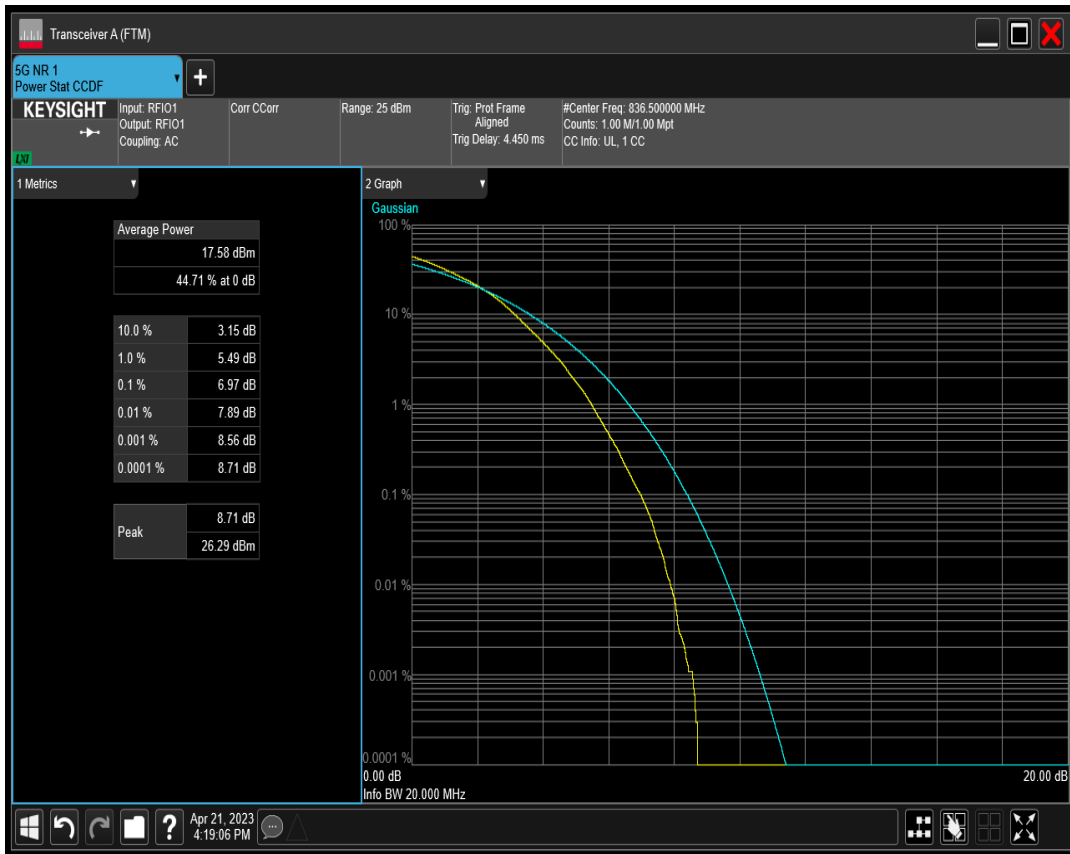 Transceiver A (FTM)
5G NR 1
Power Stat CCDF
+
KEYSIGHT
LXI
Input: RFIO1
Output: RFIO1
Coupling: AC
Corr CCorr
Range: 25 dBm
Trig: Prot Frame
Aligned
Trig Delay: 4.450 ms
#Center Freq: 836.500000 MHz
Counts: 1.00 M/1.00 Mpt
CC Info: UL, 1 CC
1 Metrics
Average Power
17.58 dBm
44.71 % at 0 dB
10.0 % 3.15 dB
1.0 % 5.49 dB
0.1 % 6.97 dB
0.01 % 7.89 dB
0.001 % 8.56 dB
0.0001 % 8.71 dB
Peak 8.71 dB
26.29 dBm
2 Graph
Gaussian
100 %
10 %
1 %
0.1 %
0.01 %
0.001 %
0.0001 %
0.00 dB 20.00 dB
Info BW 20.000 MHz
?
Apr 21, 2023
4:19:06 PM